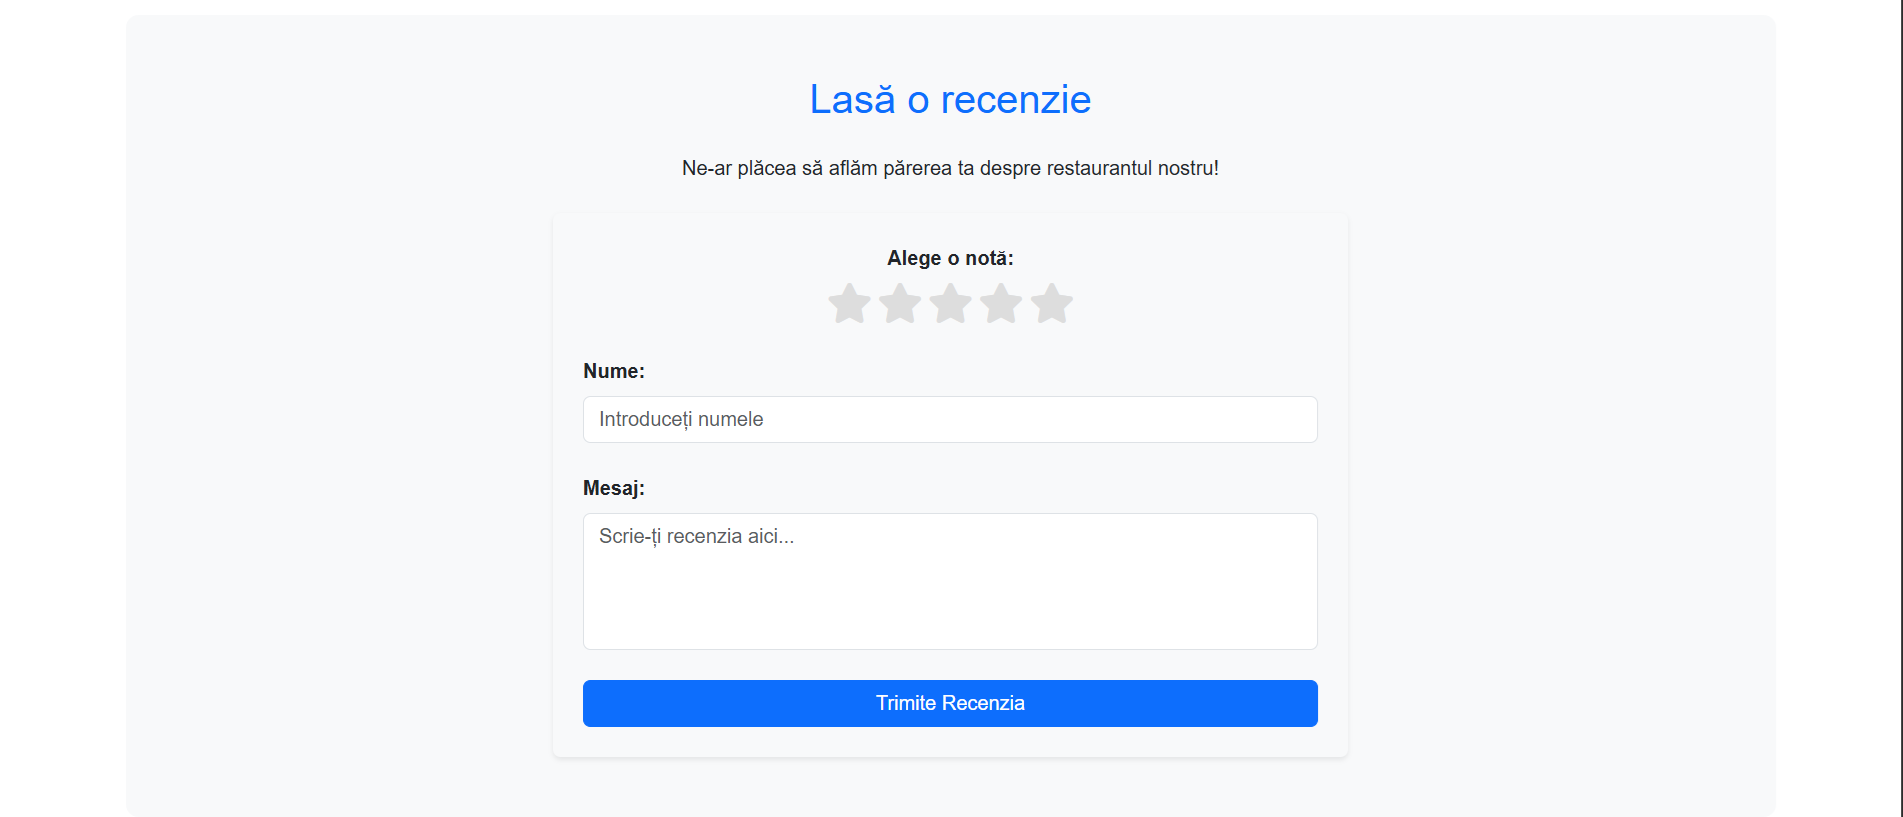 Lasă o recenzie
Ne-ar plăcea să aflăm părerea ta despre restaurantul nostru!
Alege o notă:
Nume:
Introduceți numele
Mesaj:
Scrie-ți recenzia aici...
Trimite Recenzia